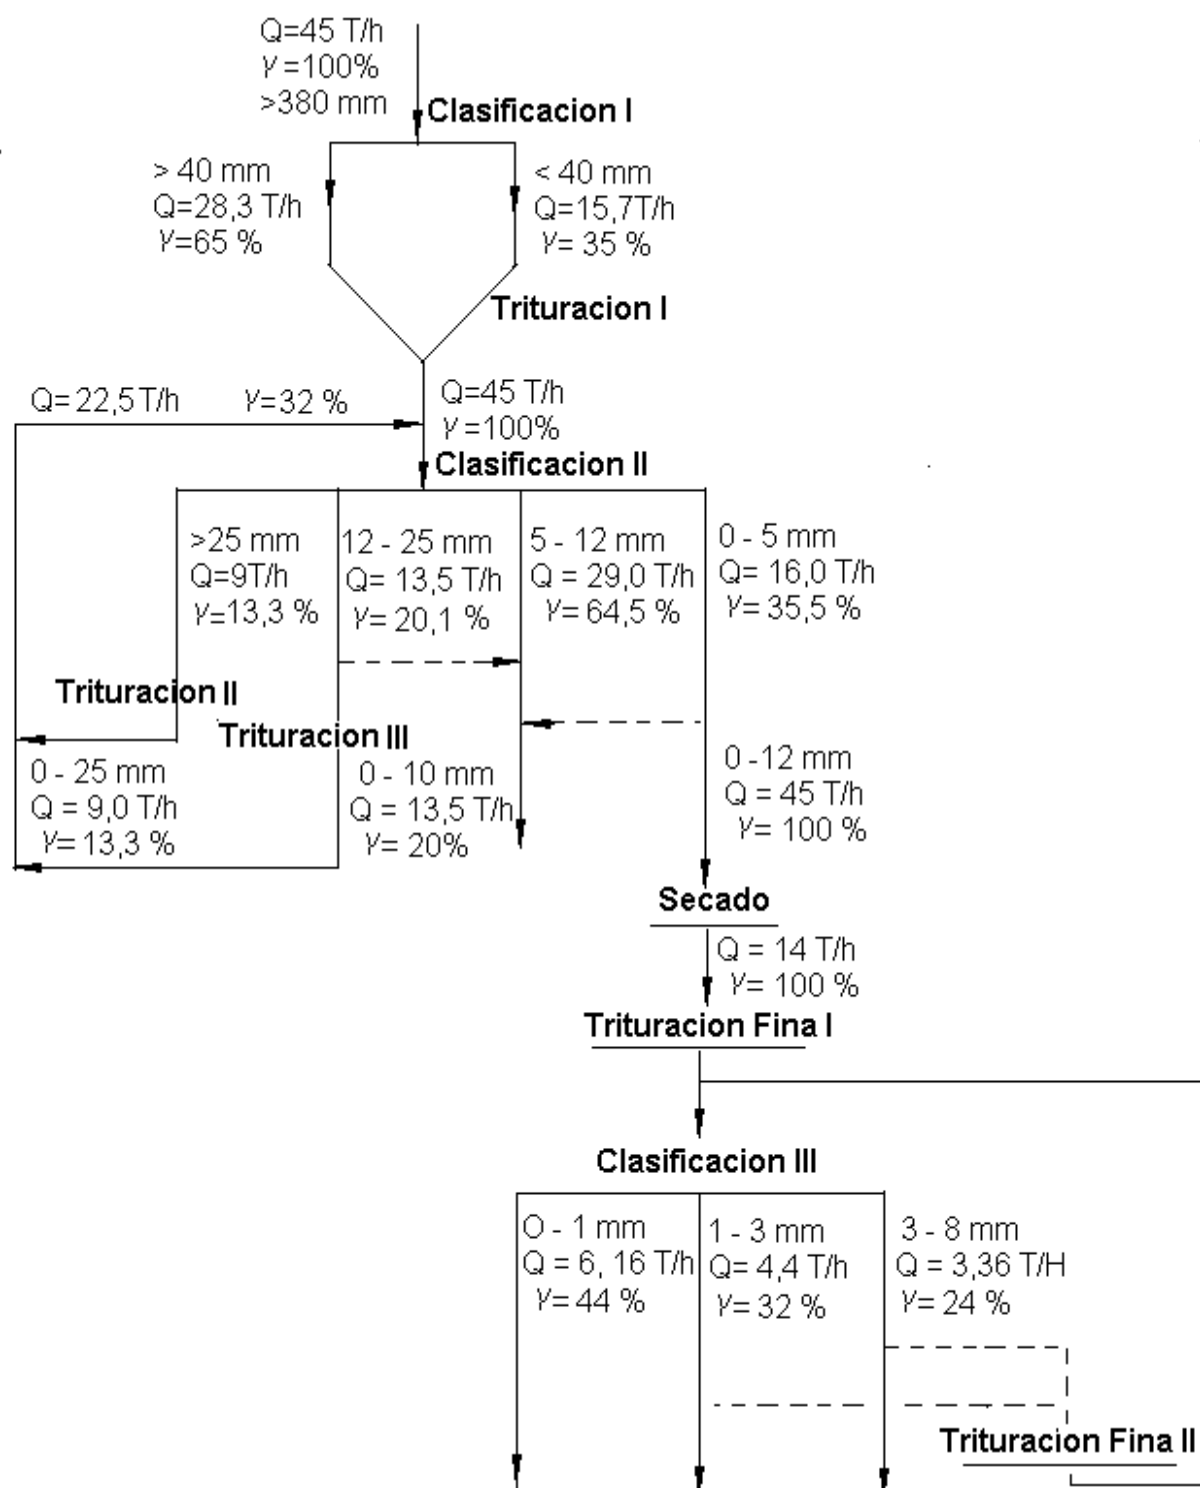 Q=45 T/h
γ=100%
>380 mm
Clasificacion I
> 40 mm
Q=28,3 T/h
γ=65 %
< 40 mm
Q=15,7T/h
γ= 35 %
Trituracion I
Q= 22,5 T/h γ=32 %
Q=45 T/h
γ =100%
Clasificacion II
>25 mm
Q=9T/h
γ=13,3 %
12 - 25 mm
Q= 13,5 T/h
γ= 20,1 %
5 - 12 mm
Q = 29,0 T/h
γ= 64,5 %
0 - 5 mm
Q= 16,0 T/h
γ= 35,5 %
Trituracion II
Trituracion III
0 - 25 mm
Q = 9,0 T/h
γ= 13,3 %
0 - 10 mm
Q = 13,5 T/h
γ= 20%
0 -12 mm
Q = 45 T/h
γ= 100 %
Secado
Q = 14 T/h
γ= 100 %
Trituracion Fina I
Clasificacion III
O - 1 mm
Q = 6, 16 T/h
γ= 44 %
1 - 3 mm
Q= 4,4 T/h
γ= 32 %
3 - 8 mm
Q = 3,36 T/H
γ= 24 %
Trituracion Fina II